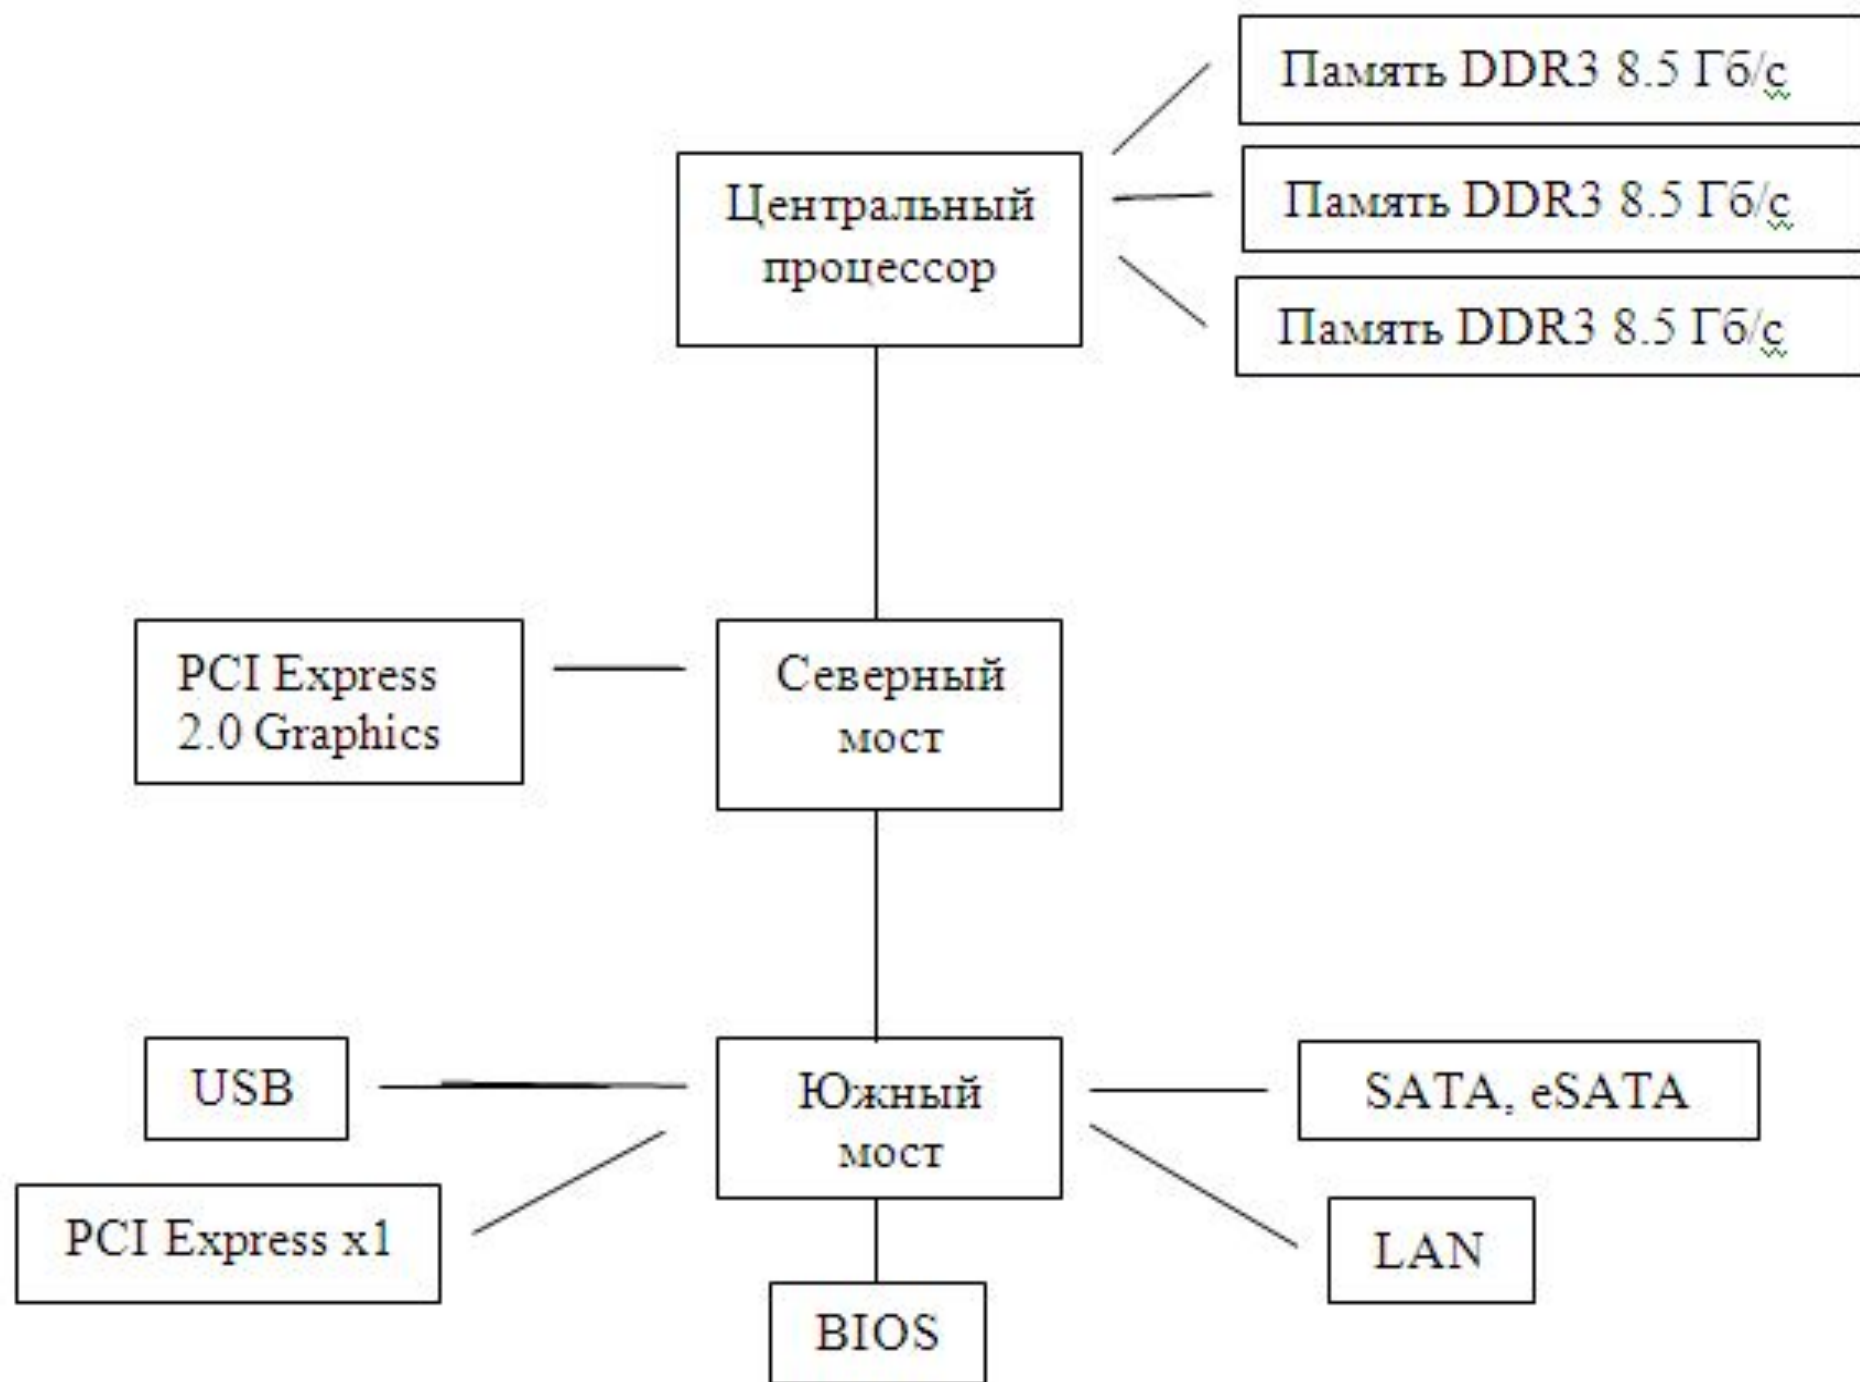 Память DDR3 8.5 Гб/с
Центральный
процессор
Память DDR3 8.5 Гб/с
Память DDR3 8.5 Гб/с
PCI Express
2.0 Graphics
Северный
мост
USB
Южный
мост
SATA, eSATA
PCI Express x1
LAN
BIOS